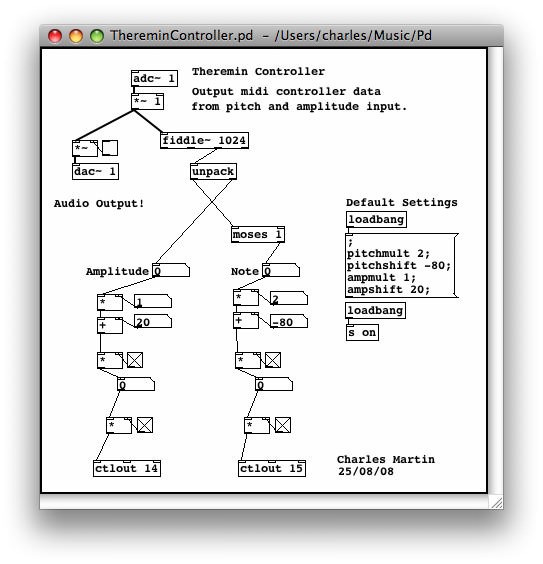 ThereminController.pd - /Users/charles/Music/Pd
adc~ 1
Theremin Controller
*~ 1
Output midi controller data
from pitch and amplitude input.
*~
fiddle~ 1024
dac~ 1
unpack
Audio Output!
Default Settings
loadbang
moses 1
;
pitchmult 2;
pitchshift -80;
ampmult 1;
ampshift 20;
Amplitude 0
Note 0
* 1
* 2
+ 20
+ -80
loadbang
s on
*
*
0
0
*
*
ctlout 14
ctlout 15
Charles Martin
25/08/08